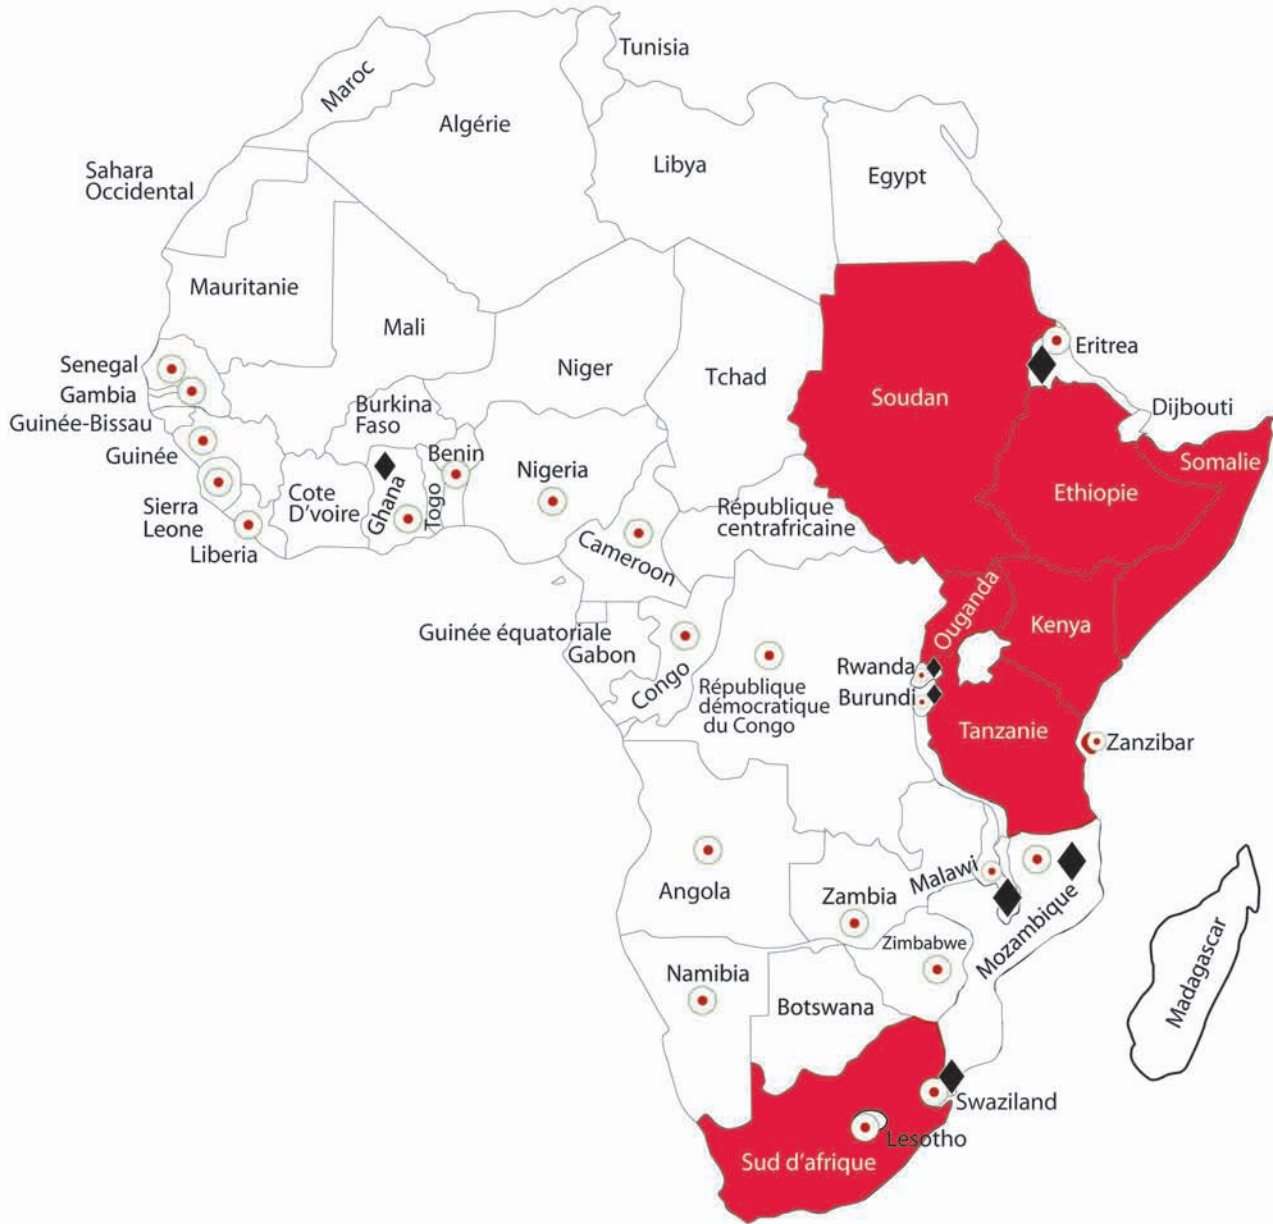 Tunisia
Maroc
Algérie
Libya
Egypt
Sahara
Occidental
Mauritanie
Mali
Niger
Tchad
Soudan
Eritrea
Senegal
Gambia
Guinée-Bissau
Guinée
Sierra
Leone
Liberia
Burkina
Faso
Cote
D'voire
Ghana
Togo
Benin
Nigeria
Cameroon
République
centrafricaine
Dijbouti
Somalie
Ethiopie
Ouganda
Kenya
Guinée équatoriale
Gabon
Congo
République
démocratique
du Congo
Rwanda
Burundi
Tanzanie
Zanzibar
Angola
Zambia
Malawi
Mozambique
Zimbabwe
Namibia
Botswana
Madagascar
Swaziland
Lesotho
Sud d'afrique